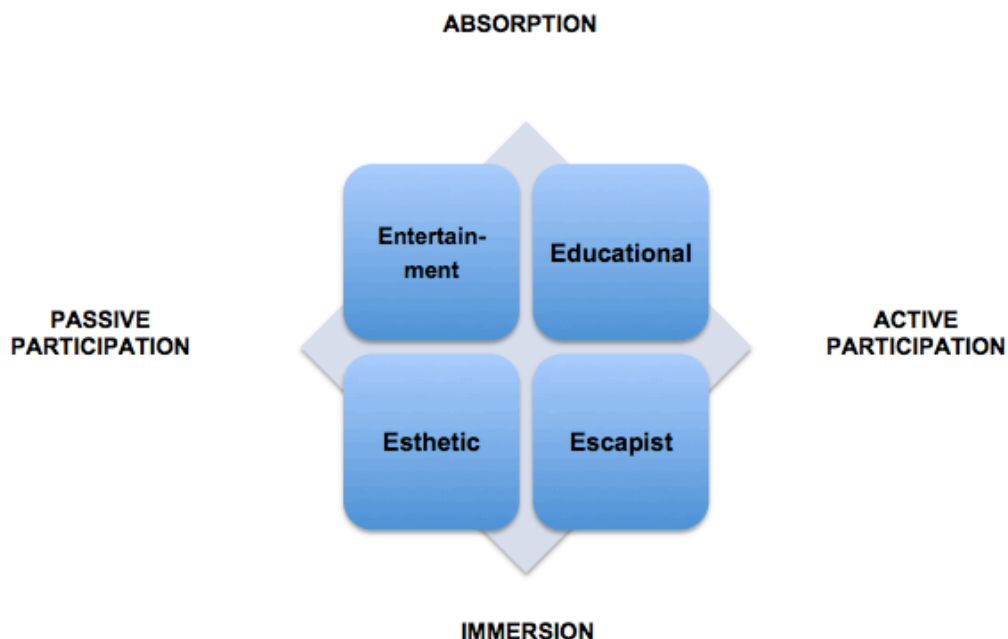 ABSORPTION
Entertain-
ment
Educational
PASSIVE
PARTICIPATION
ACTIVE
PARTICIPATION
Esthetic
Escapist
IMMERSION